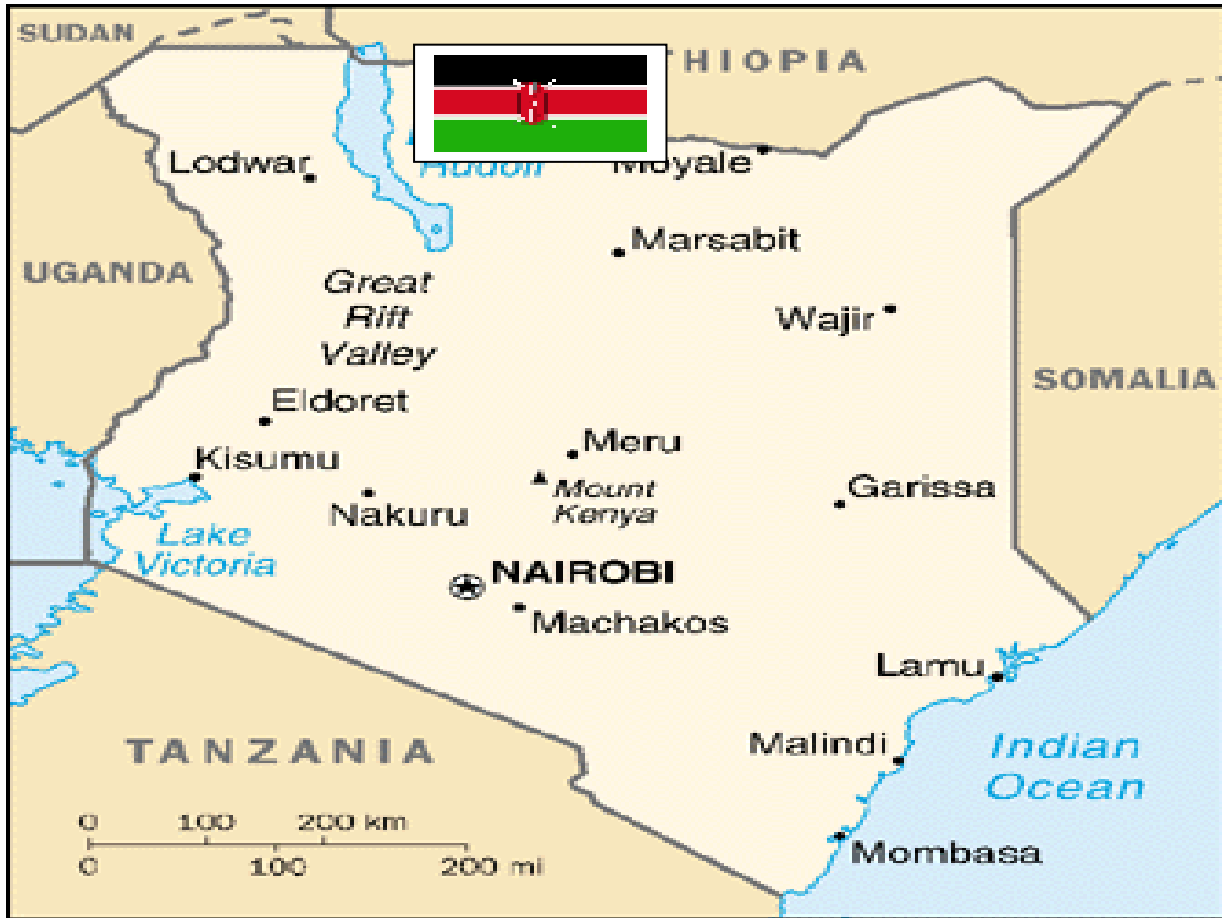 SUDAN
HIOPIA
Lodwar
Moyale
Marsabit
UGANDA
Great
Rift
Valley
Wajir
SOMALIA
Eldoret
Meru
Kisumu
Mount
Kenya
Garissa
Nakuru
Lake
Victoria
NAIROBI
Machakos
Lamu
TANZANIA
Malindi
Indian
Ocean
0 100 200 km
0 100 200 mi
Mombasa